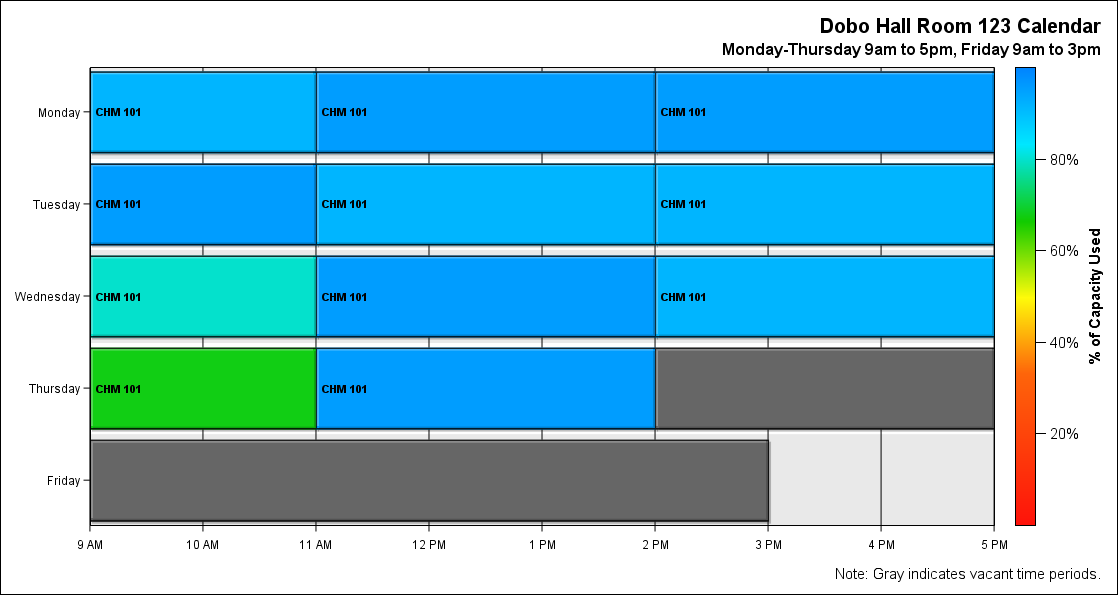 Dobo Hall Room 123 Calendar
Monday-Thursday 9am to 5pm, Friday 9am to 3pm
Monday
CHM 101
CHM 101
CHM 101
Tuesday
CHM 101
CHM 101
CHM 101
Wednesday
CHM 101
CHM 101
CHM 101
Thursday
CHM 101
CHM 101
Friday
9 AM
10 AM
11 AM
12 PM
1 PM
2 PM
3 PM
4 PM
5 PM
80%
60%
40%
20%
% of Capacity Used
Note: Gray indicates vacant time periods.